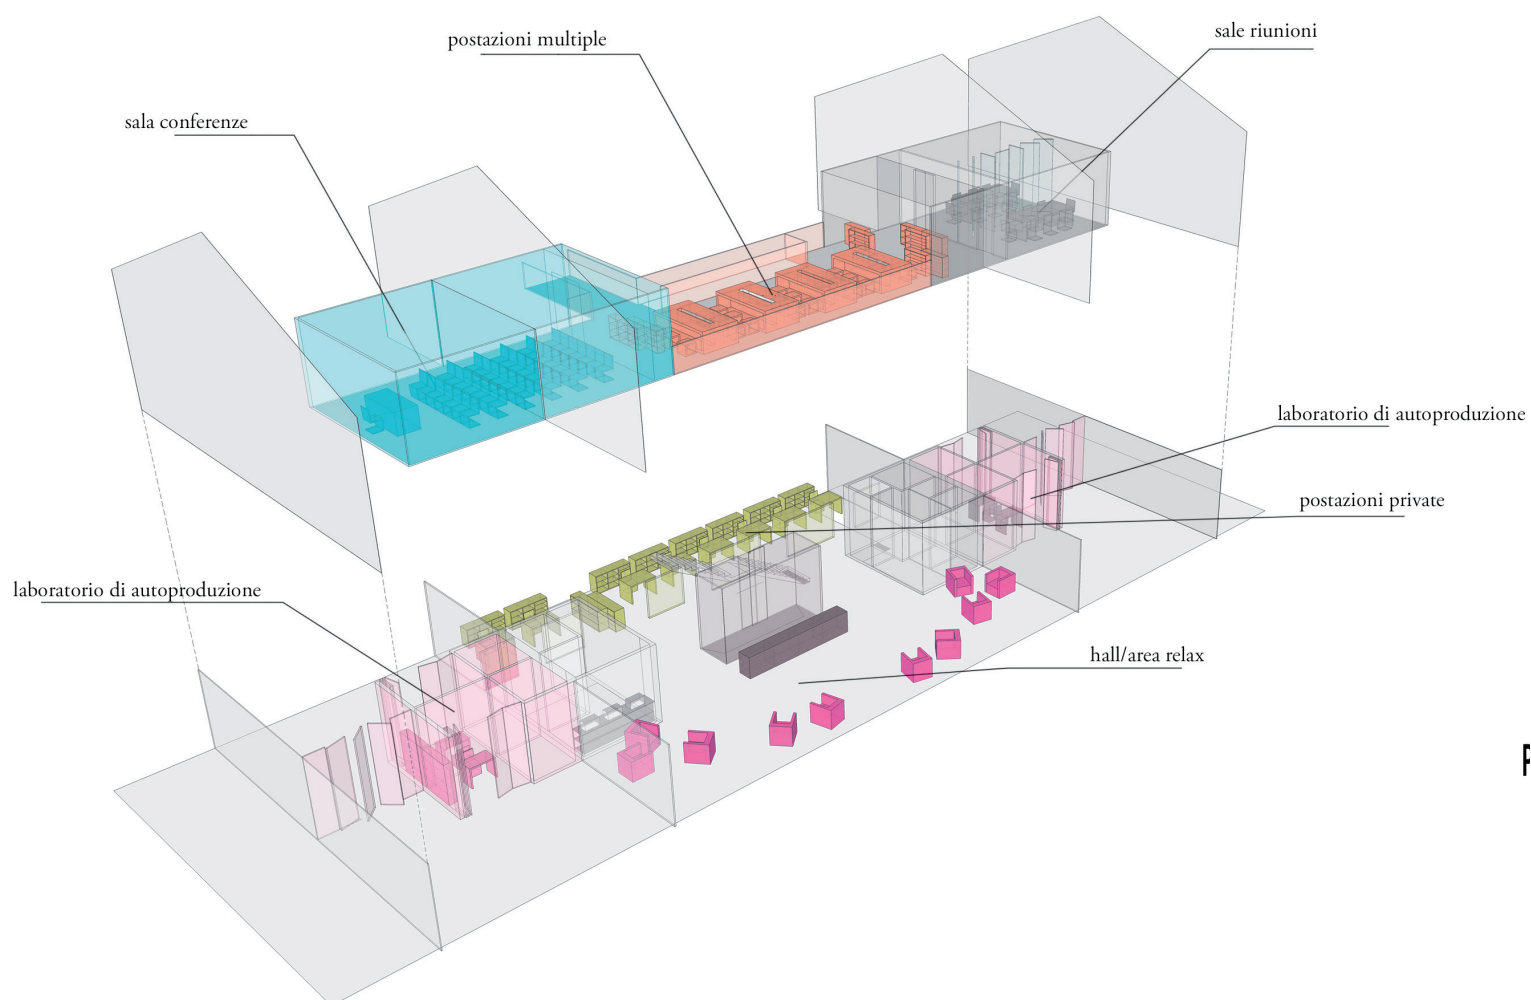 sale riunioni
postazioni multiple
sala conferenze
laboratorio di autoproduzione
postazioni private
laboratorio di autoproduzione
hall/area relax
P